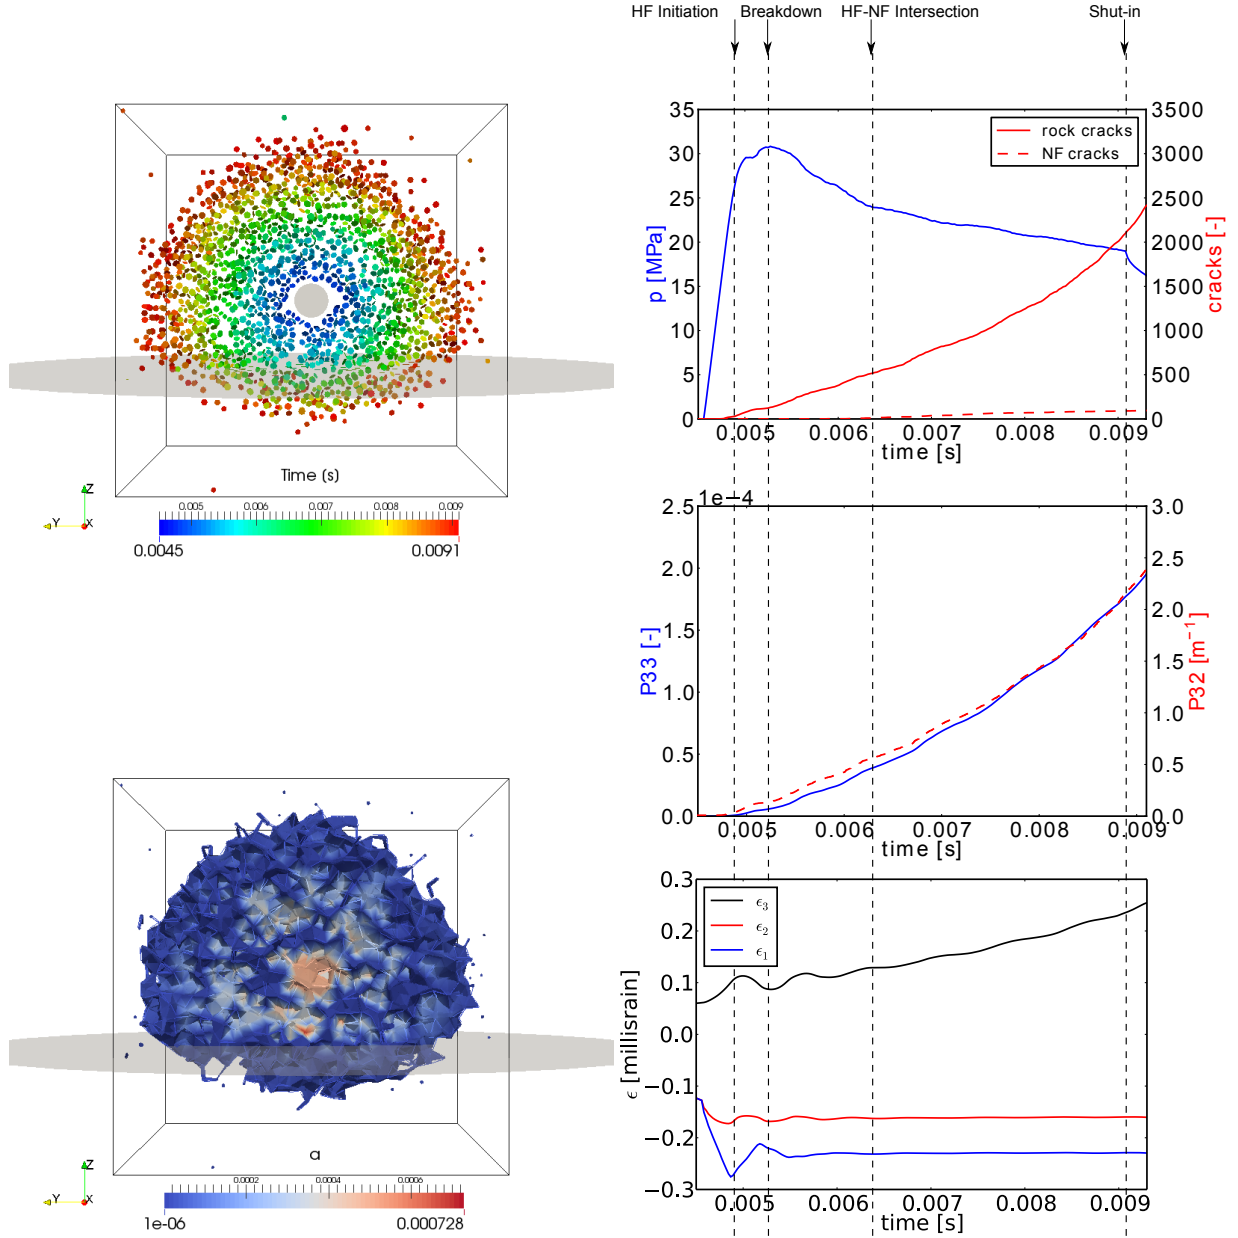 HF Initiation Breakdown HF-NF Intersection Shut-in
35 3500
30 3000
25 2500
20 2000
15 1500
10 1000
5 500
0 0
p [MPa]
cracks [-]
rock cracks
NF cracks
0.005 0.006 0.007 0.008 0.009
time [s]
Time (s)
0.005 0.006 0.007 0.008 0.009
0.0045 0.0091
Z
Y X
1e-4
2.5 3.0
2.0 2.5
1.5 2.0
1.0 1.5
0.5 1.0
0.0 0.5
0.0
P33 [-]
P32 [m⁻¹]
0.005 0.006 0.007 0.008 0.009
time [s]
a
0.0002 0.0004 0.0006
1e-06 0.000728
Z
Y X
0.3
0.2
0.1
0.0
−0.1
−0.2
−0.3
ϵ [millisrain]
ϵ₃
ϵ₂
ϵ₁
0.005 0.006 0.007 0.008 0.009
time [s]